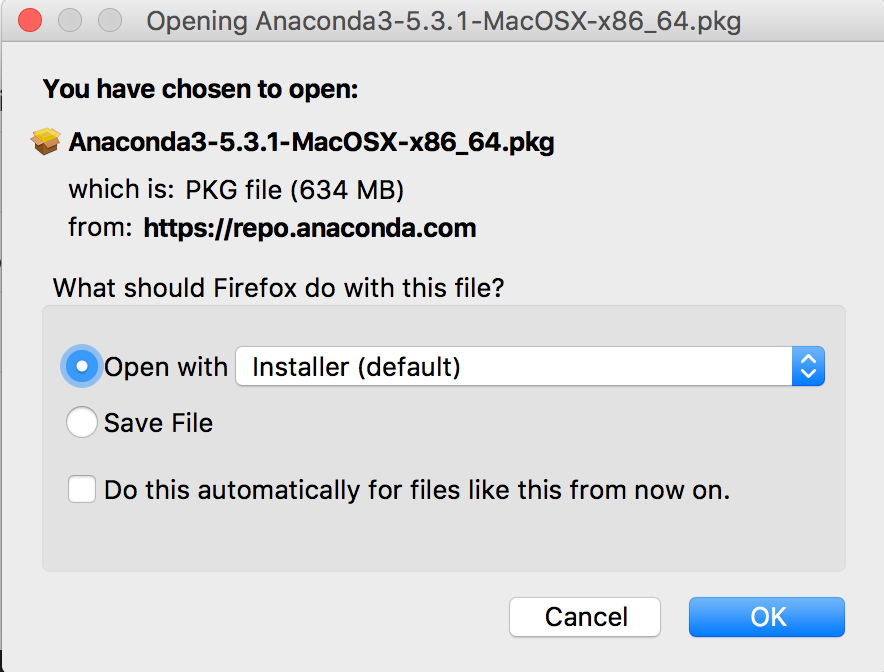 Opening Anaconda3-5.3.1-MacOSX-x86_64.pkg
You have chosen to open:
Anaconda3-5.3.1-MacOSX-x86_64.pkg
which is: PKG file (634 MB)
from: https://repo.anaconda.com
What should Firefox do with this file?
Open with Installer (default)
Save File
Do this automatically for files like this from now on.
Cancel OK